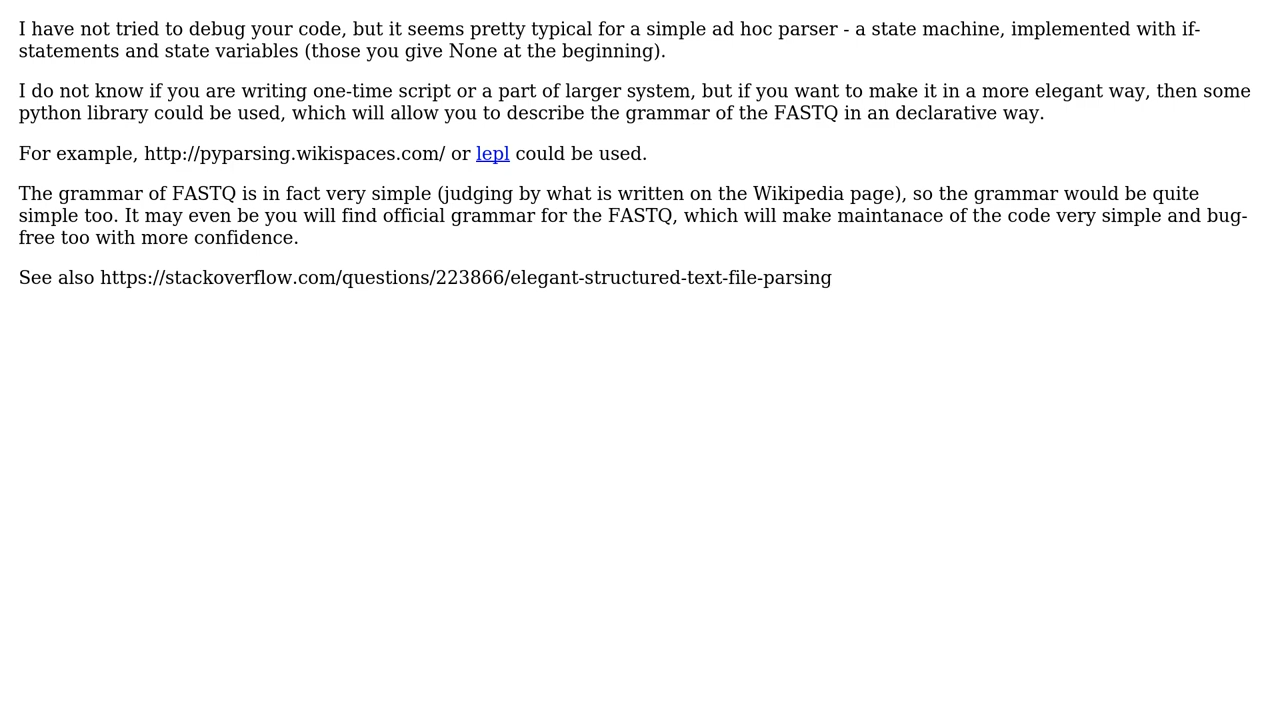 I have not tried to debug your code, but it seems pretty typical for a simple ad hoc parser - a state machine, implemented with if-
statements and state variables (those you give None at the beginning).
I do not know if you are writing one-time script or a part of larger system, but if you want to make it in a more elegant way, then some
python library could be used, which will allow you to describe the grammar of the FASTQ in an declarative way.
For example, http://pyparsing.wikispaces.com/ or lepl could be used.
The grammar of FASTQ is in fact very simple (judging by what is written on the Wikipedia page), so the grammar would be quite
simple too. It may even be you will find official grammar for the FASTQ, which will make maintanace of the code very simple and bug-
free too with more confidence.
See also https://stackoverflow.com/questions/223866/elegant-structured-text-file-parsing